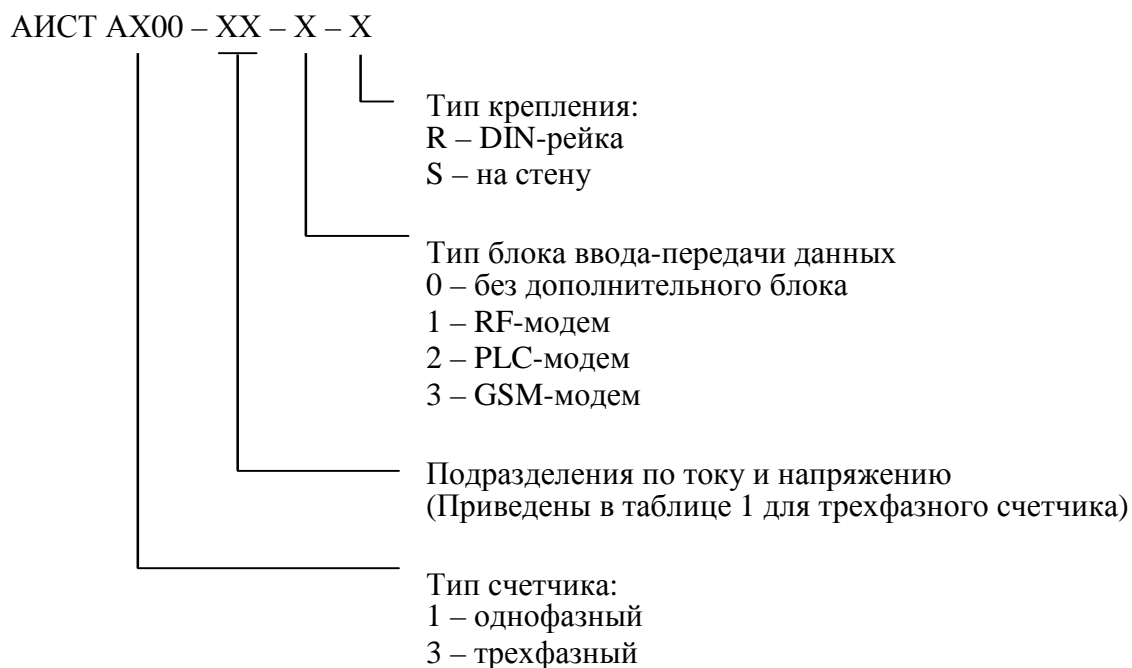 АИСТ АХ00 – ХХ – Х – Х
Тип крепления:
R – DIN-рейка
S – на стену
Тип блока ввода-передачи данных
0 – без дополнительного блока
1 – RF-модем
2 – PLC-модем
3 – GSM-модем
Подразделения по току и напряжению
(Приведены в таблице 1 для трехфазного счетчика)
Тип счетчика:
1 – однофазный
3 – трехфазный